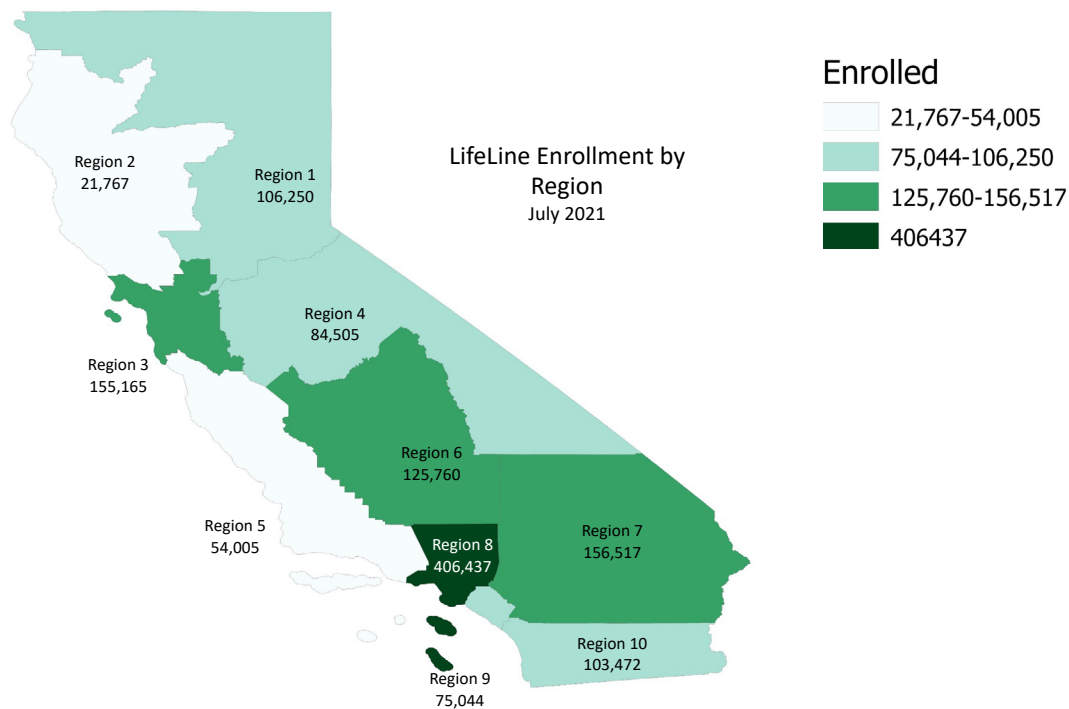 LifeLine Enrollment by
Region
July 2021
Enrolled
21,767-54,005
75,044-106,250
125,760-156,517
406437
Region 2
21,767
Region 1
106,250
Region 4
84,505
Region 3
155,165
Region 6
125,760
Region 5
54,005
Region 8
406,437
Region 7
156,517
Region 10
103,472
Region 9
75,044